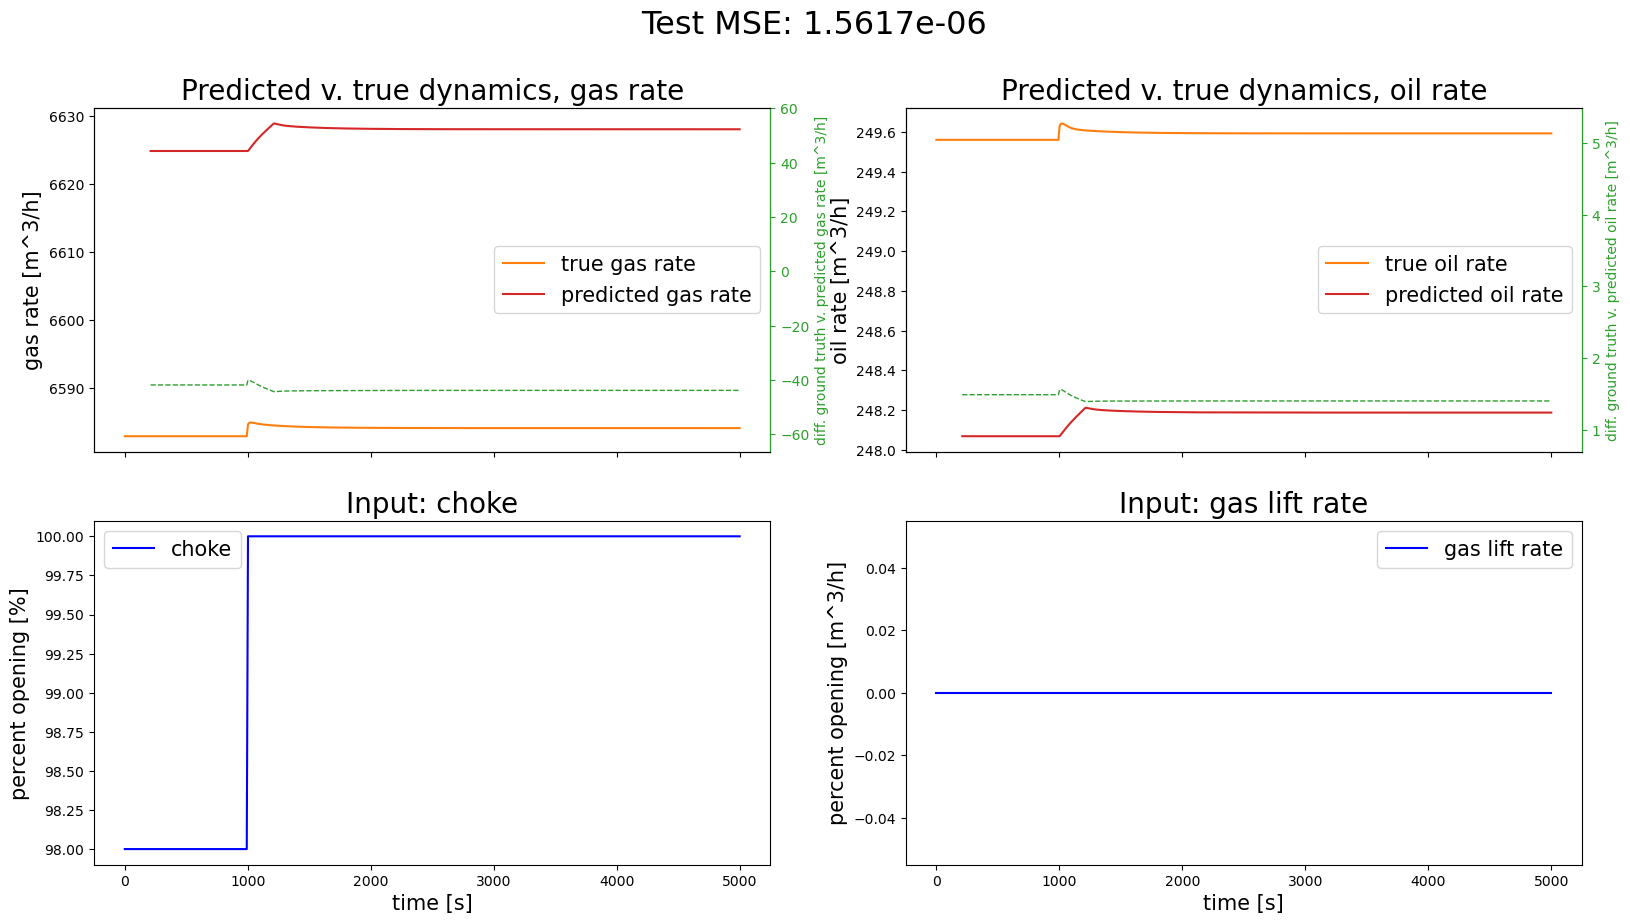 Test MSE: 1.5617e-06
Predicted v. true dynamics, gas rate
gas rate [m^3/h]
6630
6620
6610
6600
6590
true gas rate
predicted gas rate
60
40
20
0
−20
−40
−60
diff. ground truth v. predicted gas rate [m^3/h]
Predicted v. true dynamics, oil rate
oil rate [m^3/h]
249.6
249.4
249.2
249.0
248.8
248.6
248.4
248.2
248.0
true oil rate
predicted oil rate
5
4
3
2
1
diff. ground truth v. predicted oil rate [m^3/h]
Input: choke
percent opening [%]
100.00
99.75
99.50
99.25
99.00
98.75
98.50
98.25
98.00
choke
0 1000 2000 3000 4000 5000
time [s]
Input: gas lift rate
percent opening [m^3/h]
0.04
0.02
0.00
−0.02
−0.04
gas lift rate
0 1000 2000 3000 4000 5000
time [s]